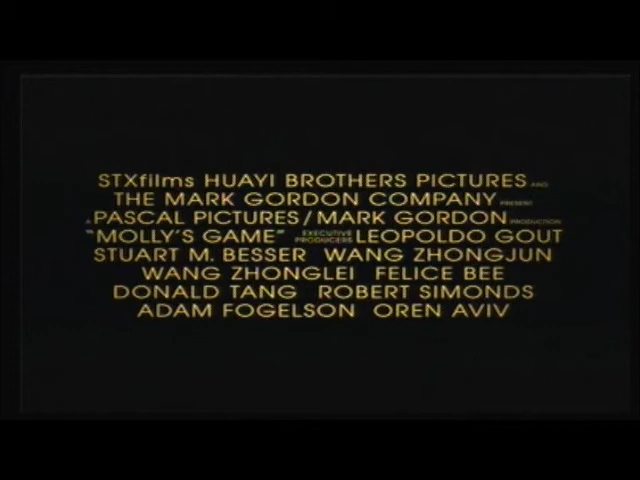 STXfilms HUAYI BROTHERS PICTURES AND
THE MARK GORDON COMPANY PRESENT
A PASCAL PICTURES / MARK GORDON PRODUCTION
"MOLLY'S GAME" EXECUTIVE PRODUCERS LEOPOLDO GOUT
STUART M. BESSER WANG ZHONGJUN
WANG ZHONGLEI FELICE BEE
DONALD TANG ROBERT SIMONDS
ADAM FOGELSON OREN AVIV